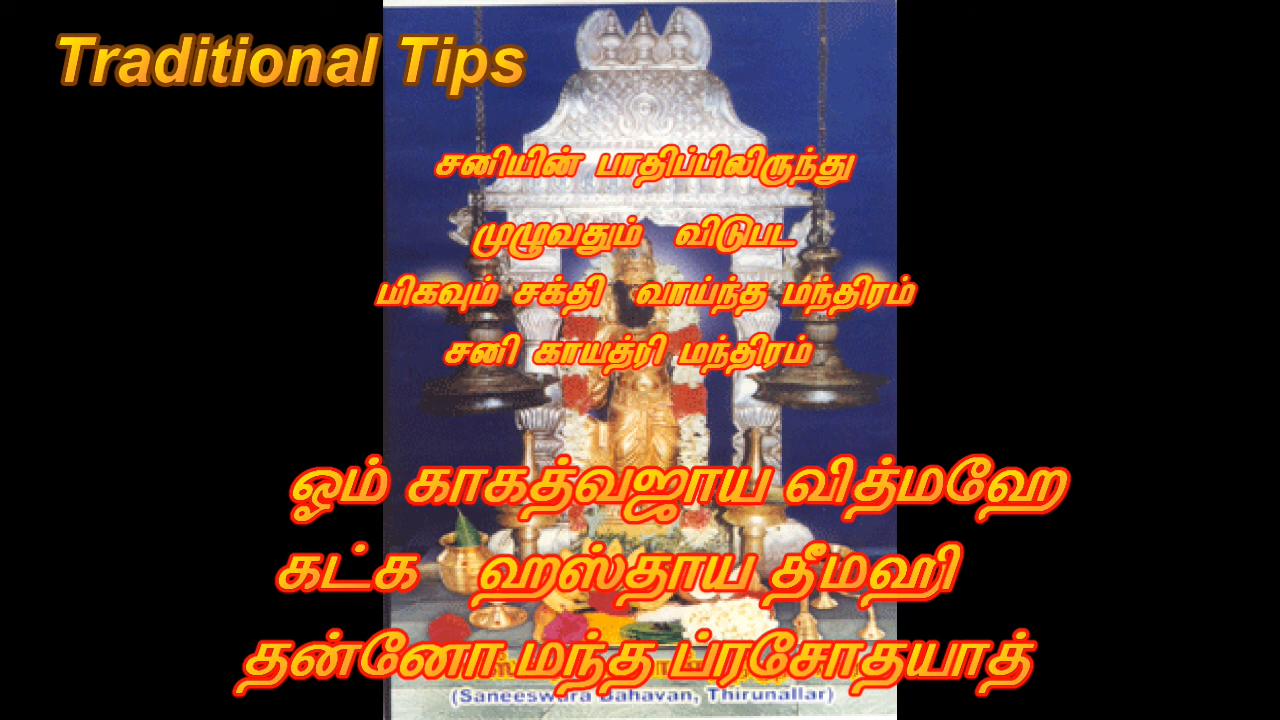 Traditional Tips
சனியின் பாதிப்பிலிருந்து
முழுவதும் விடுபட
மிகவும் சக்தி வாய்ந்த மந்திரம்
சனி காயத்ரி மந்திரம்
ஓம் காகத்வஜாய வித்மஹே
கட்க ஹஸ்தாய தீமஹி
தன்னோ மந்த ப்ரசோதயாத்
(Saneeswara Bahavan, Thirunallar)